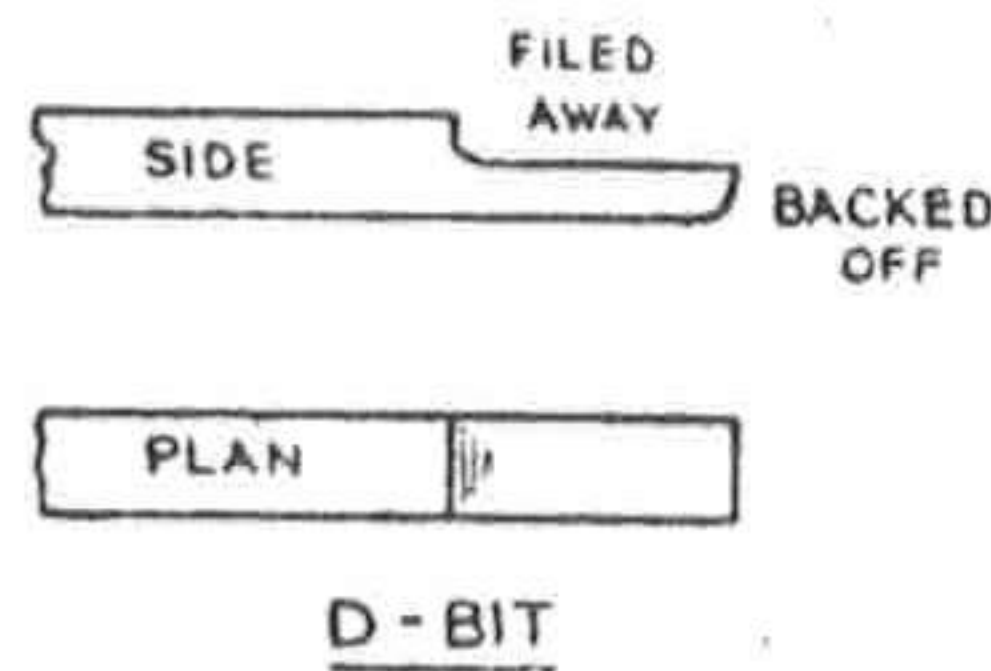 FILED
AWAY
SIDE
BACKED
OFF
PLAN
D-BIT